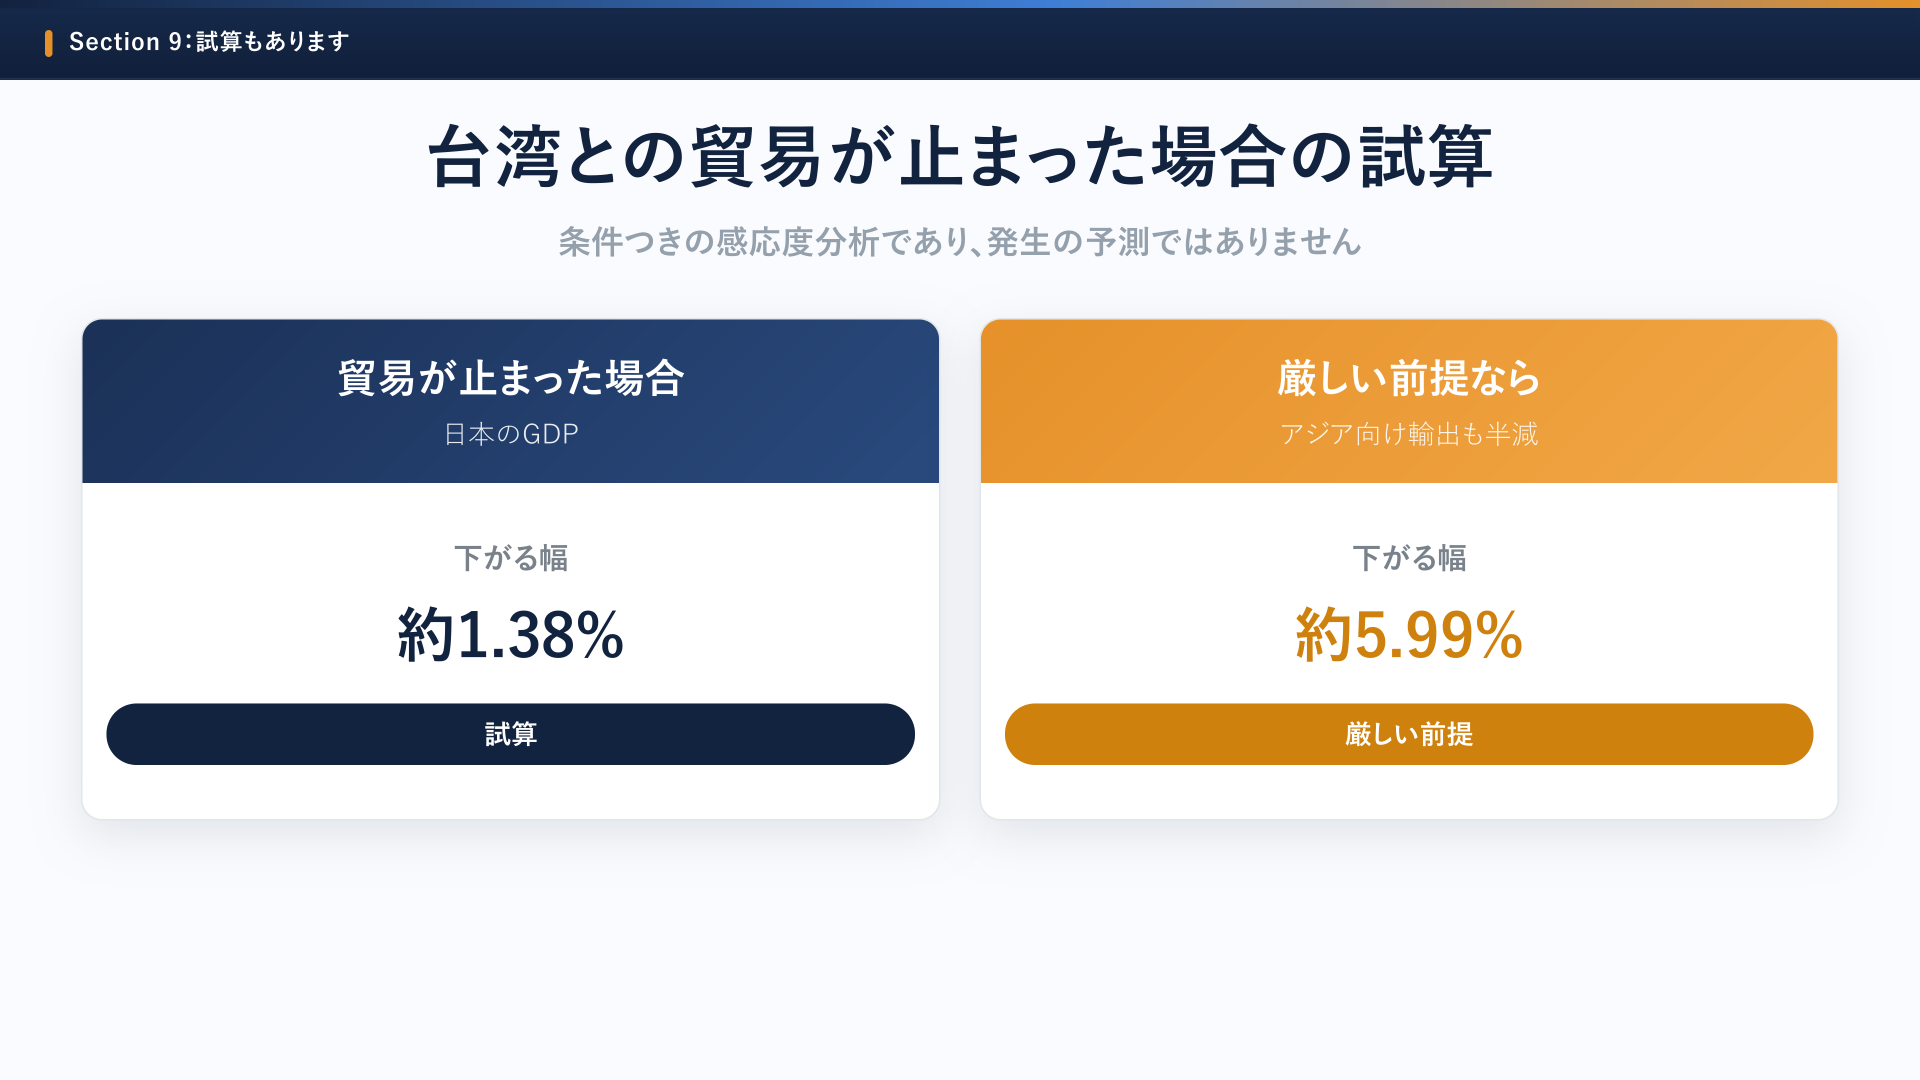 Section 9：試算もあります
台湾との貿易が止まった場合の試算
条件つきの感応度分析であり、発生の予測ではありません
貿易が止まった場合
日本のGDP
下がる幅
約1.38%
試算
厳しい前提なら
アジア向け輸出も半減
下がる幅
約5.99%
厳しい前提